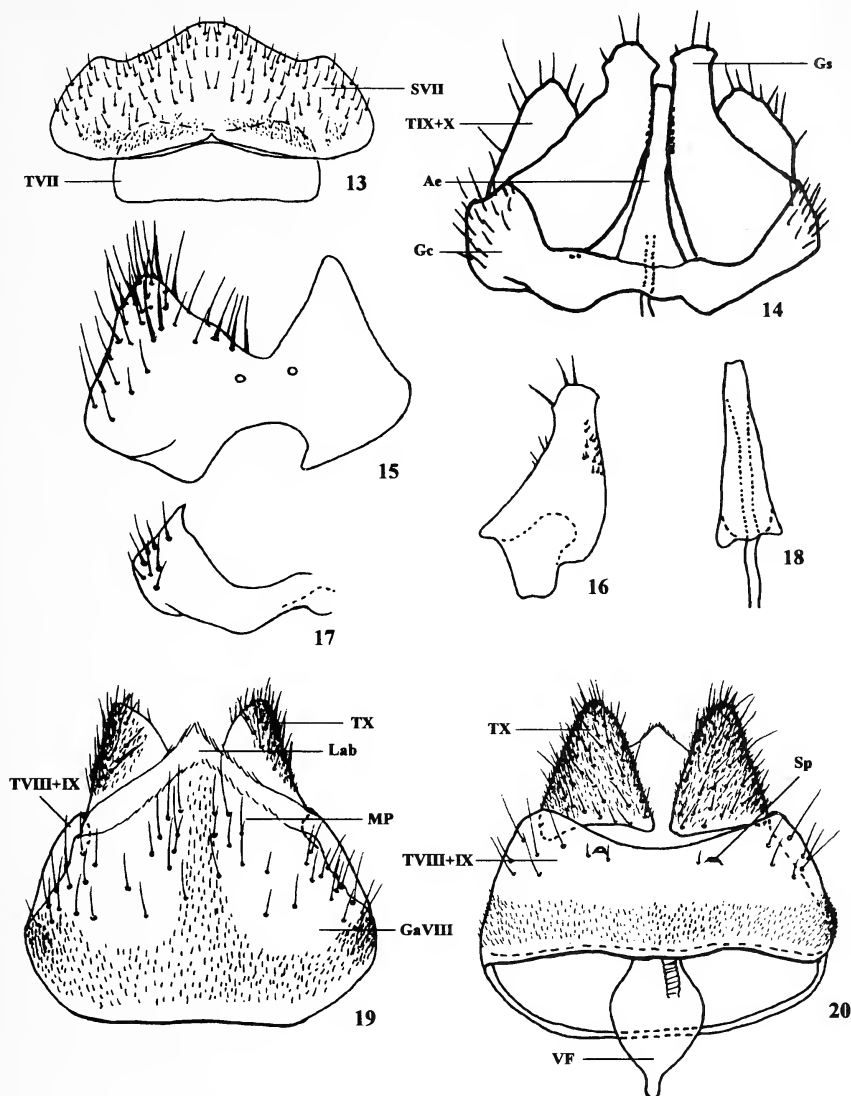 SVII
TVII
13
Gs
TIX+X
Ae
Gc
14
15
16
17
18
TX
Lab
TVIII+IX
MP
GaVIII
19
TX
Sp
TVIII+IX
VF
20